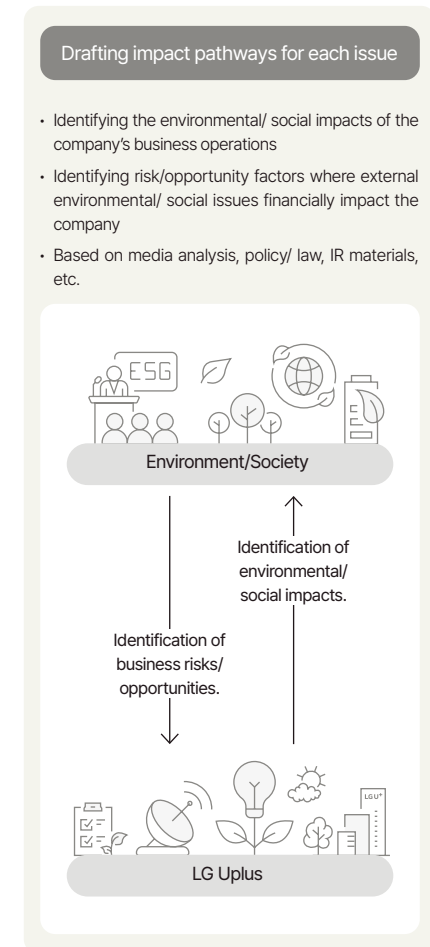 Drafting impact pathways for each issue
• Identifying the environmental/ social impacts of the
company's business operations
• Identifying risk/opportunity factors where external
environmental/ social issues financially impact the
company
• Based on media analysis, policy/ law, IR materials,
etc.
ESG
Environment/Society
Identification of
environmental/
social impacts.
Identification of
business risks/
opportunities.
LG U+
LG Uplus